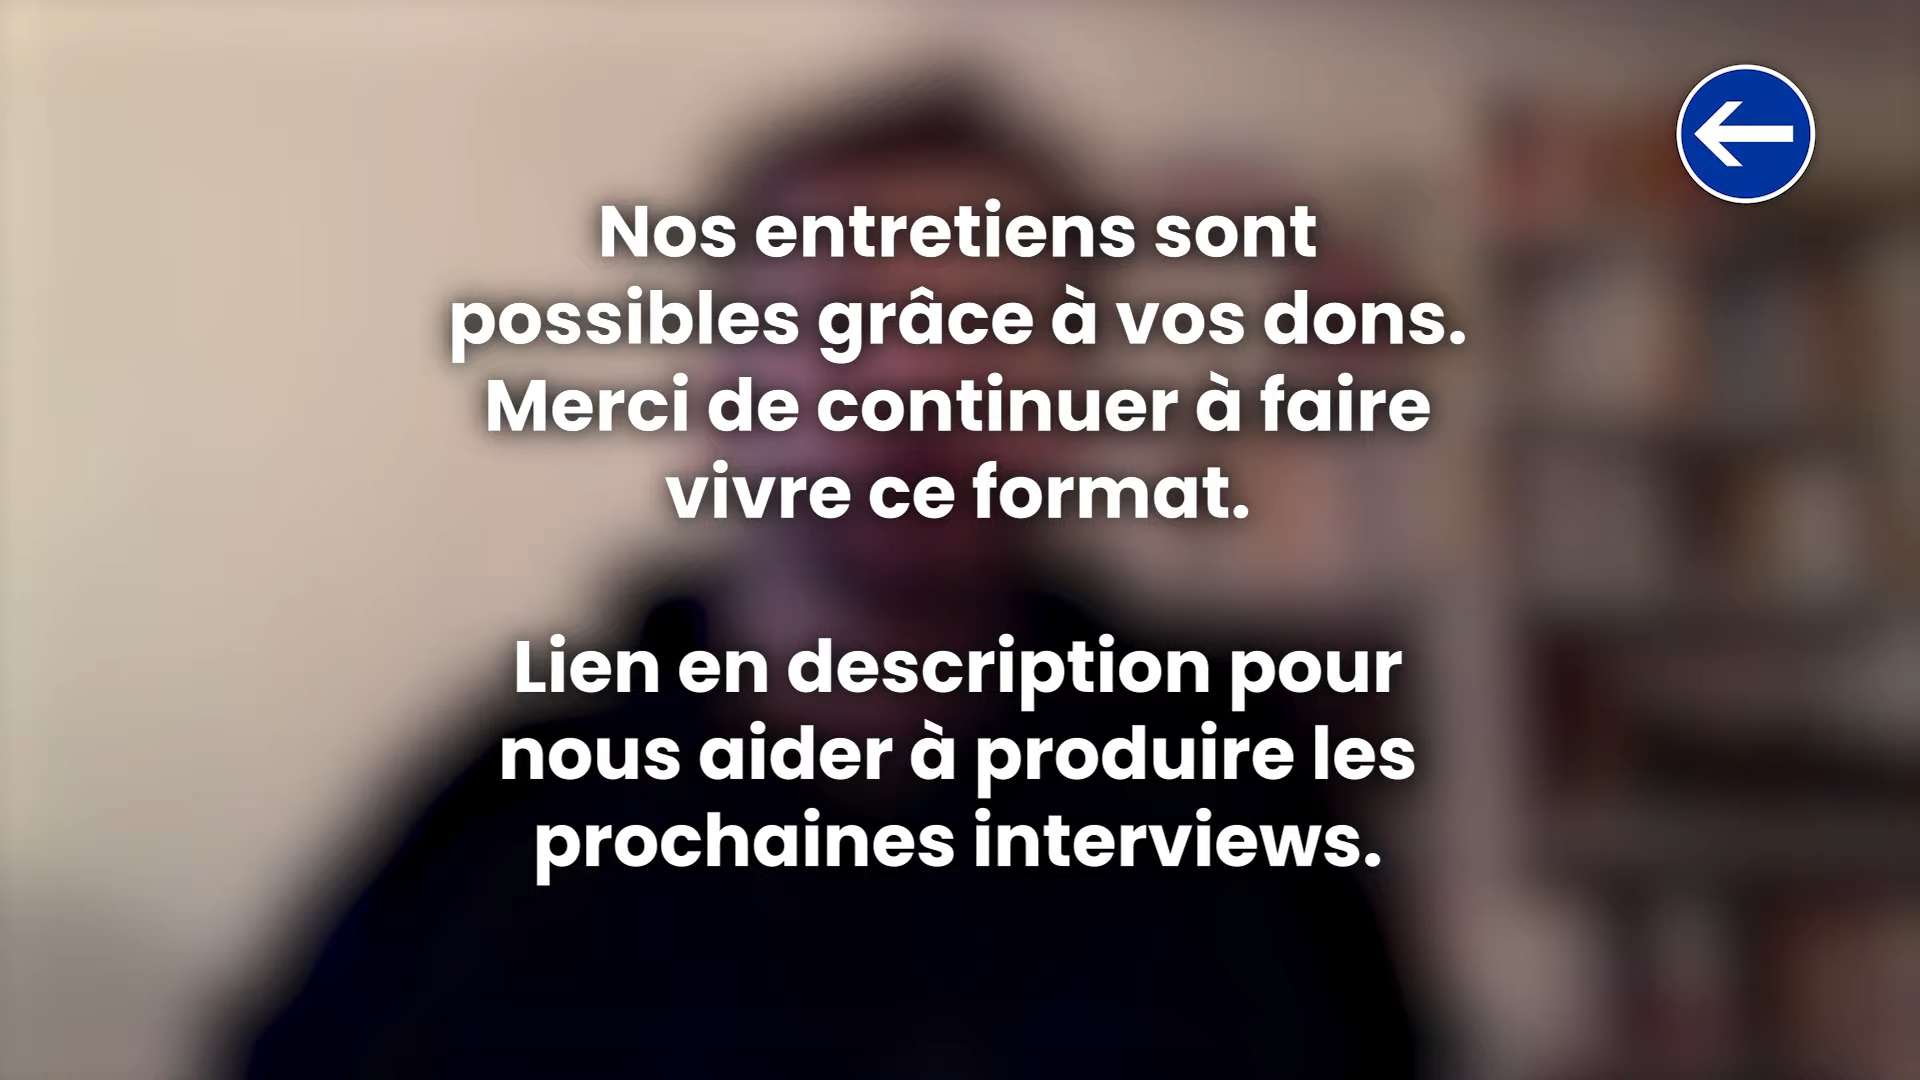 Nos entretiens sont
possibles grâce à vos dons.
Merci de continuer à faire
vivre ce format.
Lien en description pour
nous aider à produire les
prochaines interviews.